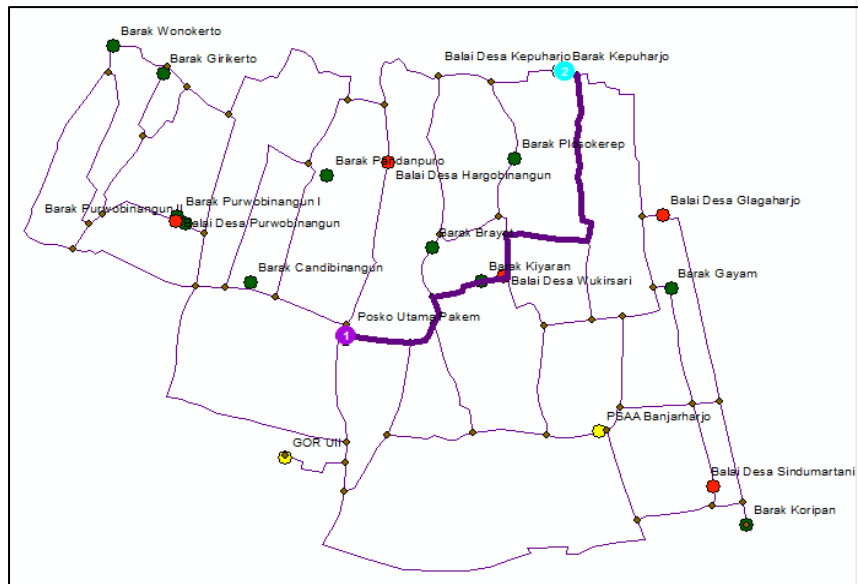 Barak Wonokerto
Barak Girikerto
Balai Desa Kepuharjo
Barak Kepuharjo
2
Barak Plosokerep
Barak Pandanpuro
Balai Desa Hargobinangun
Barak Purwobinangun II
Barak Purwobinangun I
Balai Desa Purwobinangun
Balai Desa Glagaharjo
Barak Brayut
Barak Candibinangun
Barak Kiyaran
Balai Desa Wukirsari
Barak Gayam
Posko Utama Pakem
1
PSAA Banjarharjo
GOR UII
Balai Desa Sindumartani
Barak Koripan